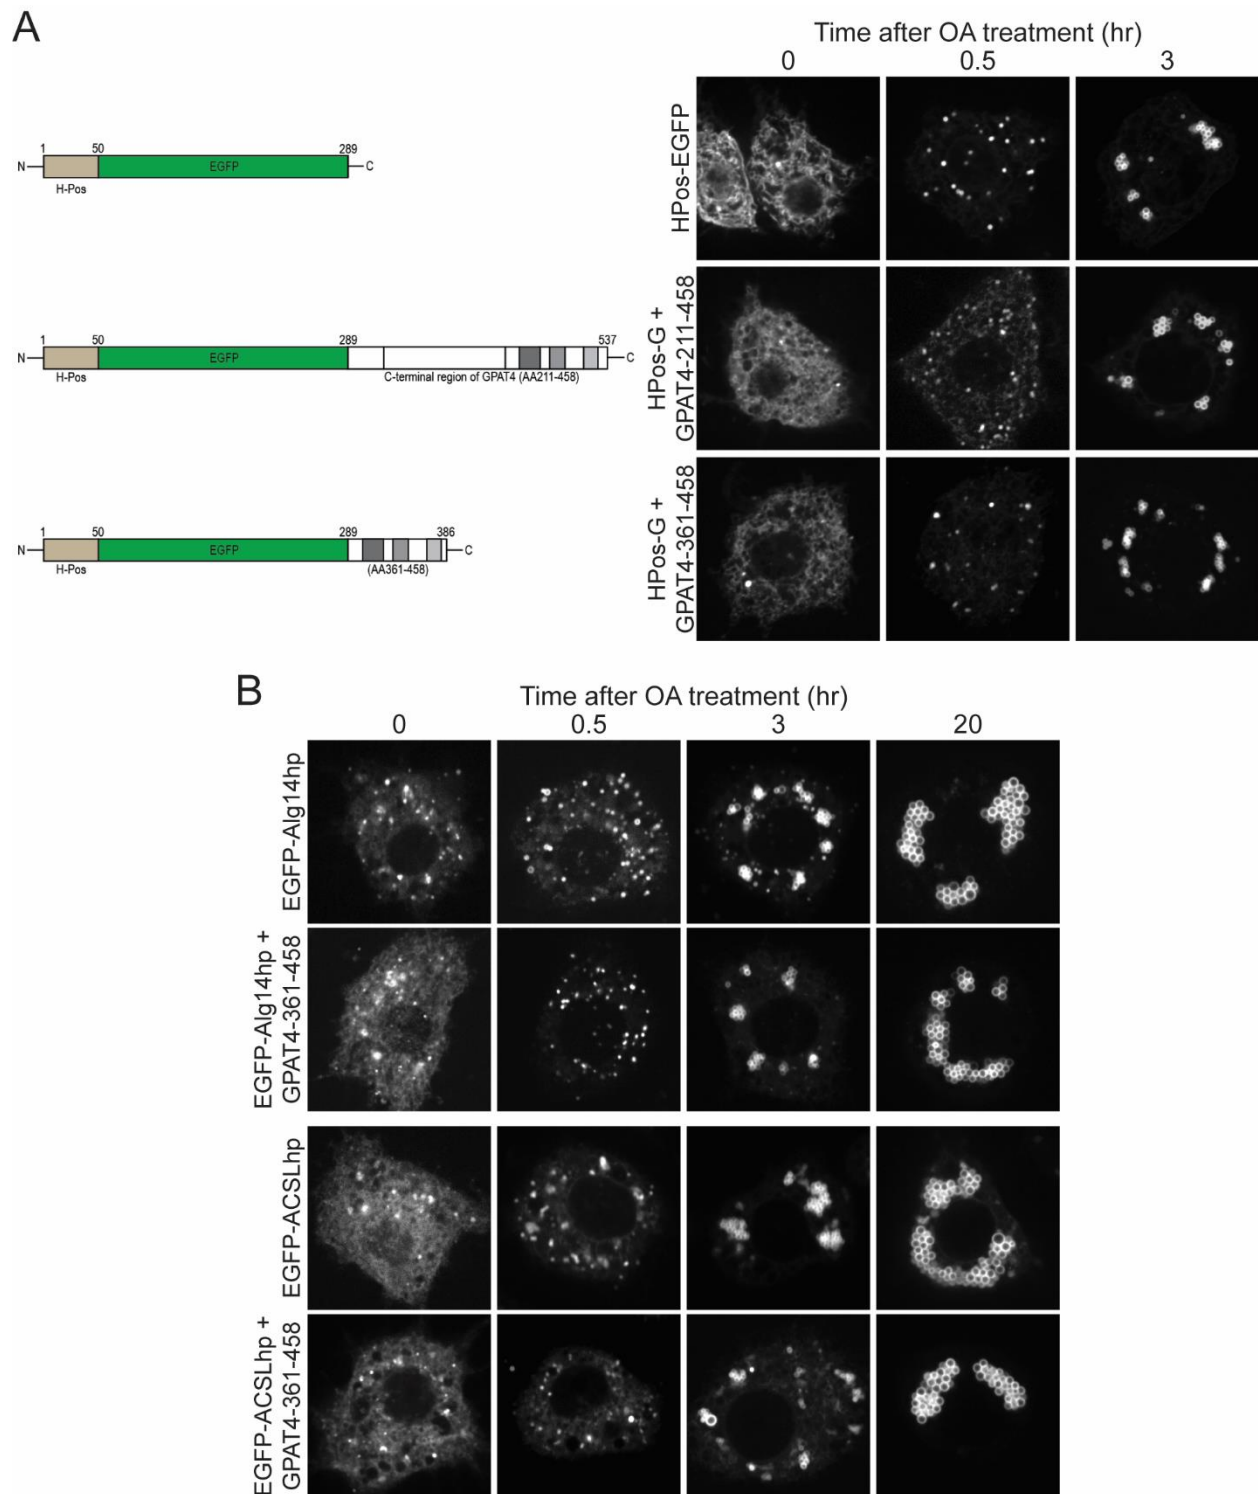 A
Time after OA treatment (hr)
0 0.5 3
1 50 289
N EGFP C
H-Pos
HPos-EGFP
1 50 289 537
N EGFP C
H-Pos C-terminal region of GPAT4 (AA211-458)
HPos-G +
GPAT4-211-458
1 50 289 386
N EGFP C
H-Pos (AA361-458)
HPos-G +
GPAT4-361-458
B
Time after OA treatment (hr)
0 0.5 3 20
EGFP-Alg14hp
EGFP-Alg14hp +
GPAT4-361-458
EGFP-ACSLhp
EGFP-ACSLhp +
GPAT4-361-458